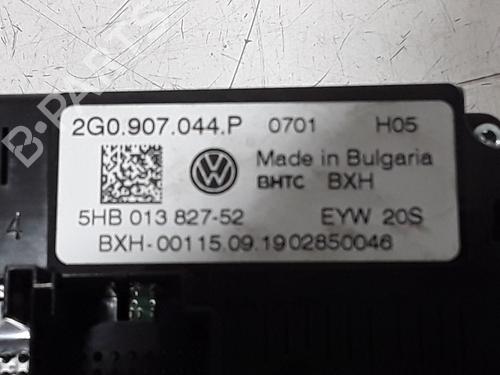 B-PARTS
2G0.907.044.P 0701 H05
Made in Bulgaria
BHTC BXH
5HB 013 827-52 EYW 20S
BXH-00115.09.1902850046
4